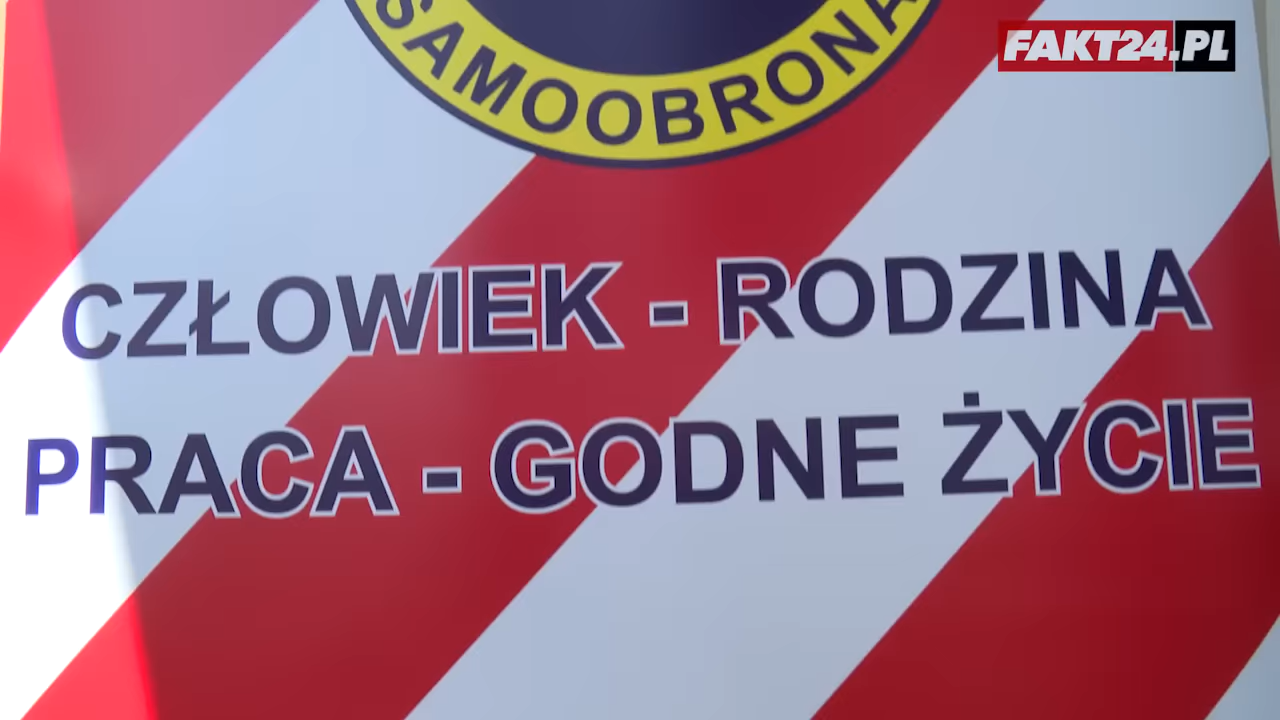 FAKT24.PL
SAMOOBRONA
CZŁOWIEK - RODZINA
PRACA - GODNE ŻYCIE